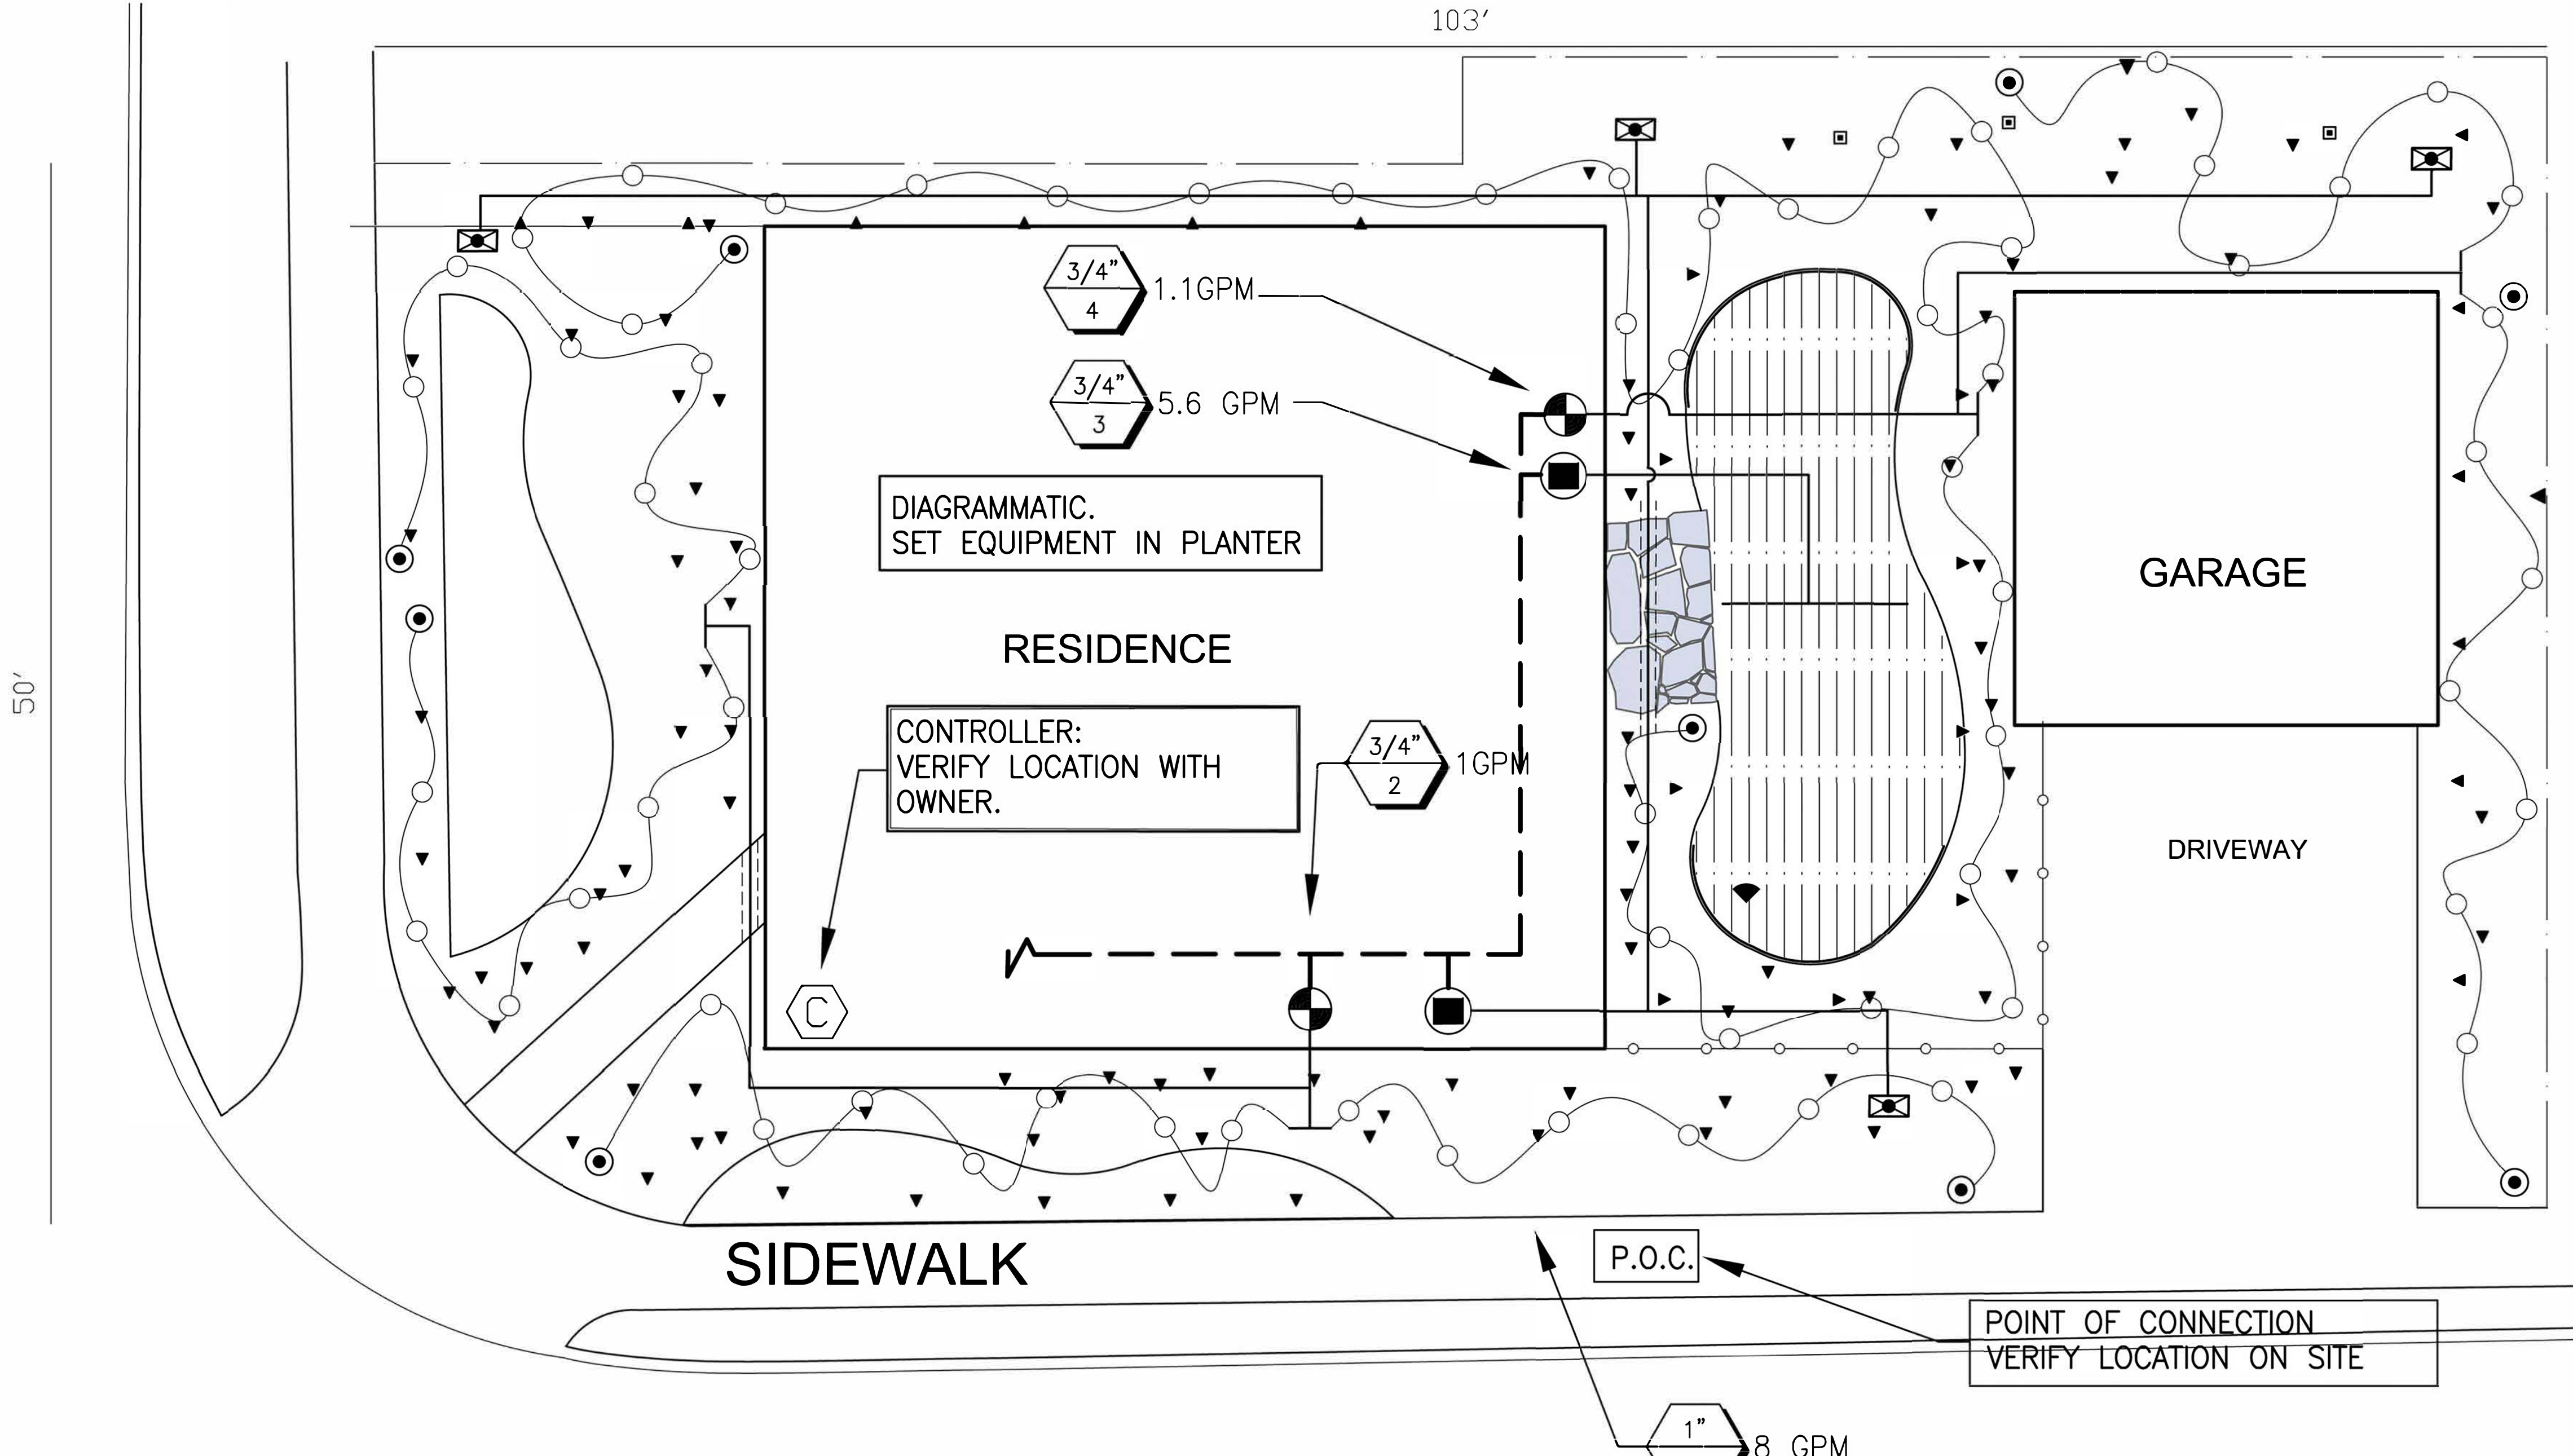 103'
3/4"
4
1.1GPM
3/4"
3
5.6 GPM
DIAGRAMMATIC.
SET EQUIPMENT IN PLANTER
GARAGE
RESIDENCE
50'
CONTROLLER:
VERIFY LOCATION WITH
OWNER.
3/4"
2
1GPM
DRIVEWAY
C
SIDEWALK
P.O.C.
POINT OF CONNECTION
VERIFY LOCATION ON SITE
1"
8 GPM